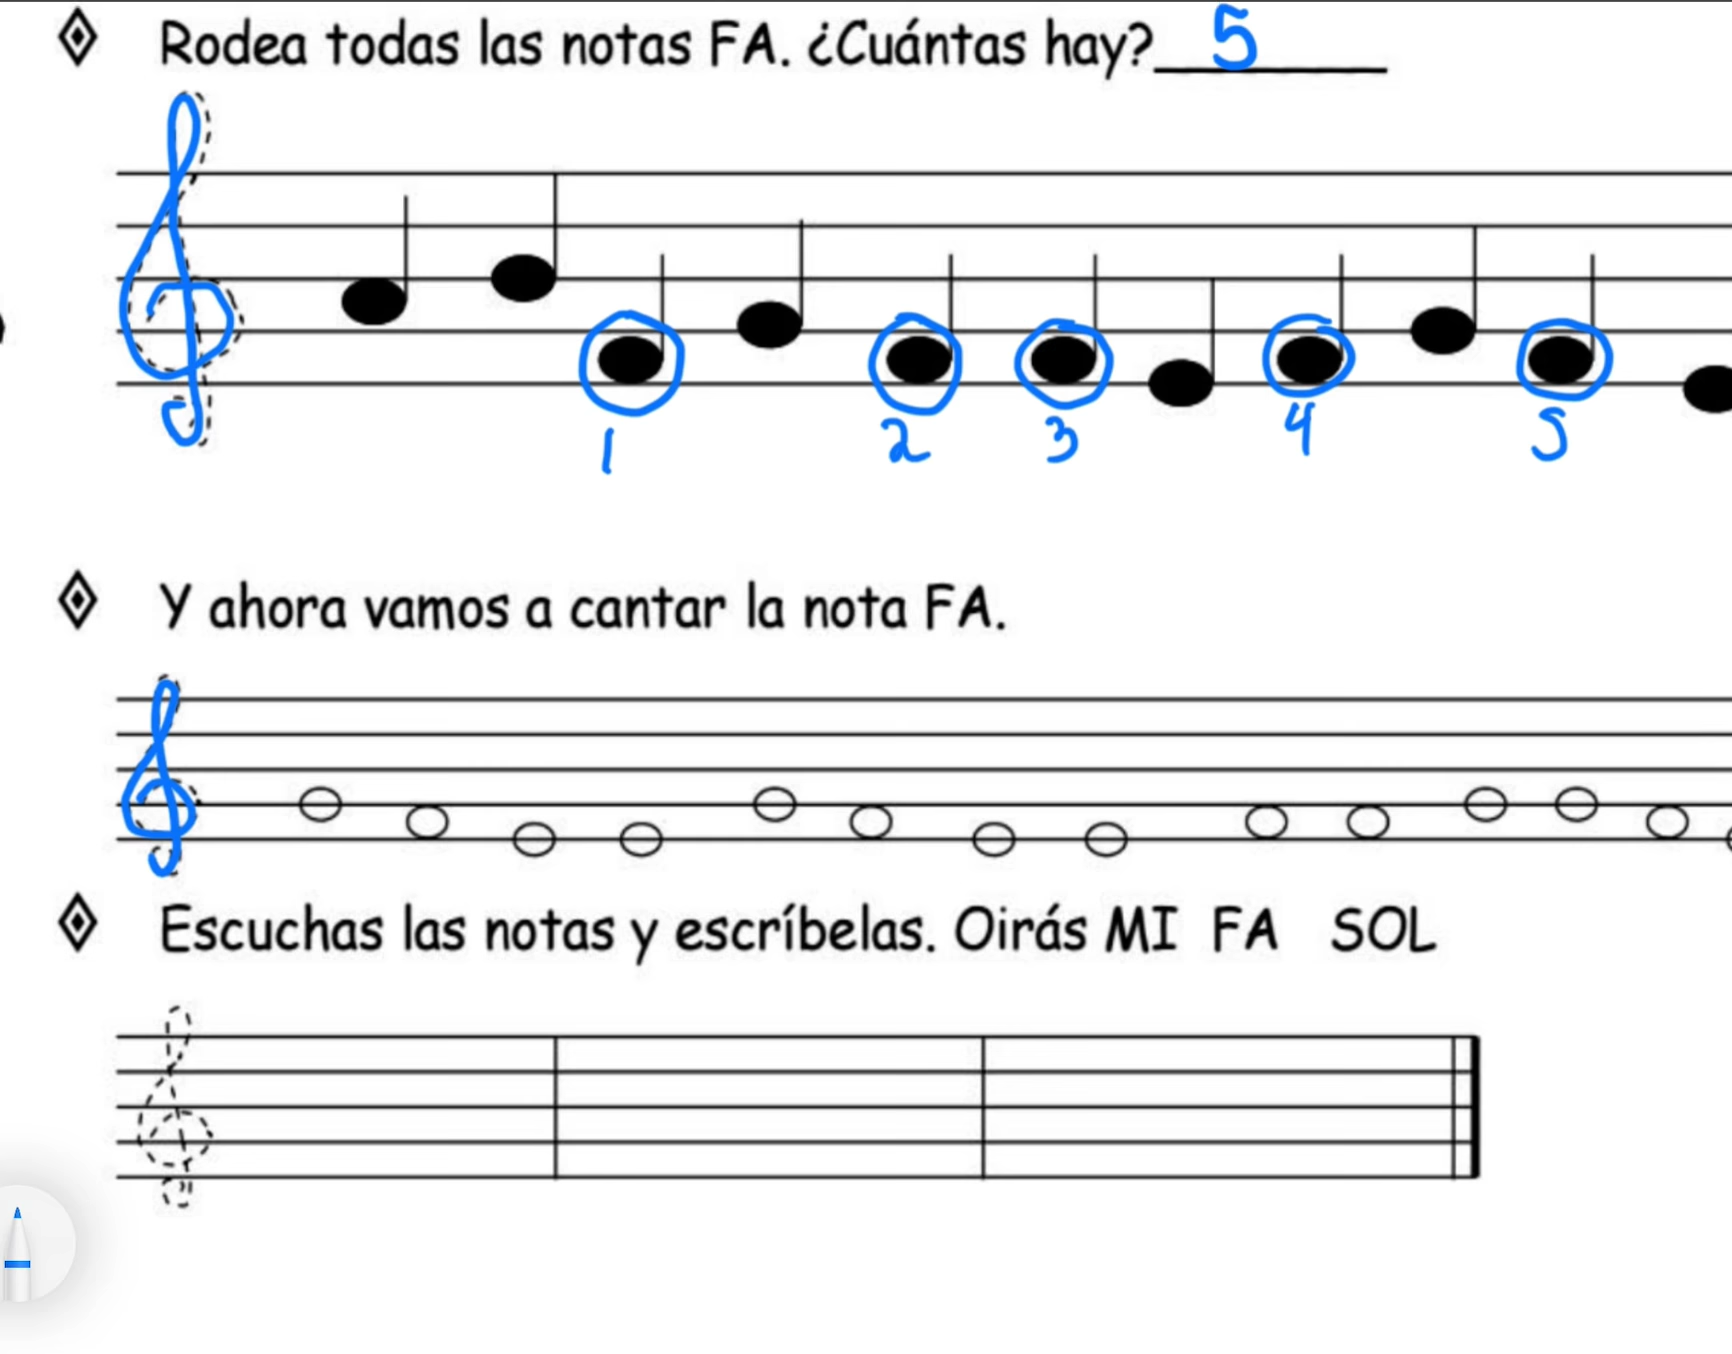 Rodea todas las notas FA. ¿Cuántas hay? 5
1 2 3 4 5
Y ahora vamos a cantar la nota FA.
Escuchas las notas y escríbelas. Oirás MI FA SOL